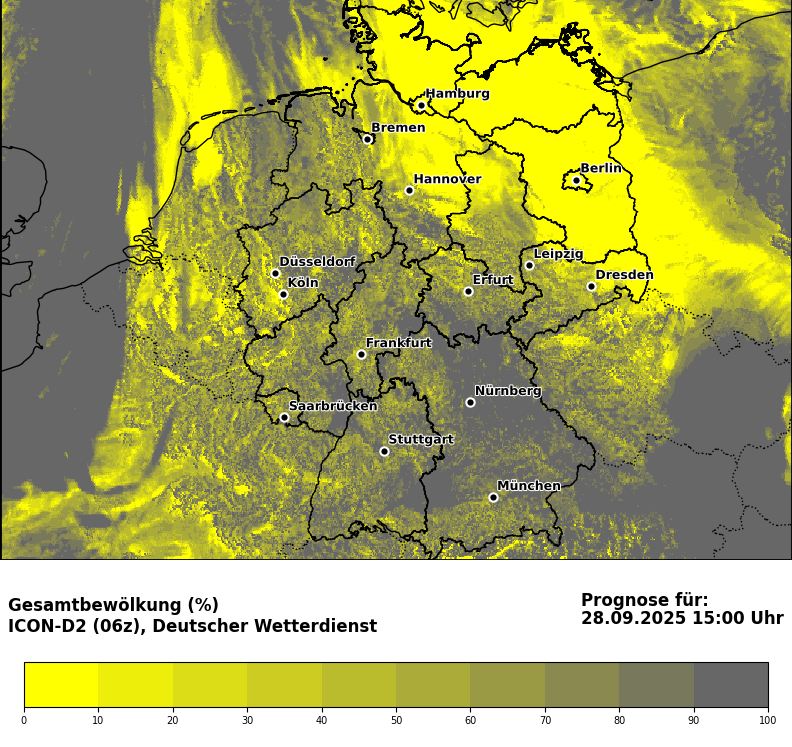 Hamburg
Bremen
Berlin
Hannover
Leipzig
Düsseldorf
Dresden
Erfurt
Köln
Frankfurt
Nürnberg
Saarbrücken
Stuttgart
München
Gesamtbewölkung (%)
ICON-D2 (06z), Deutscher Wetterdienst
Prognose für:
28.09.2025 15:00 Uhr
0 10 20 30 40 50 60 70 80 90 100